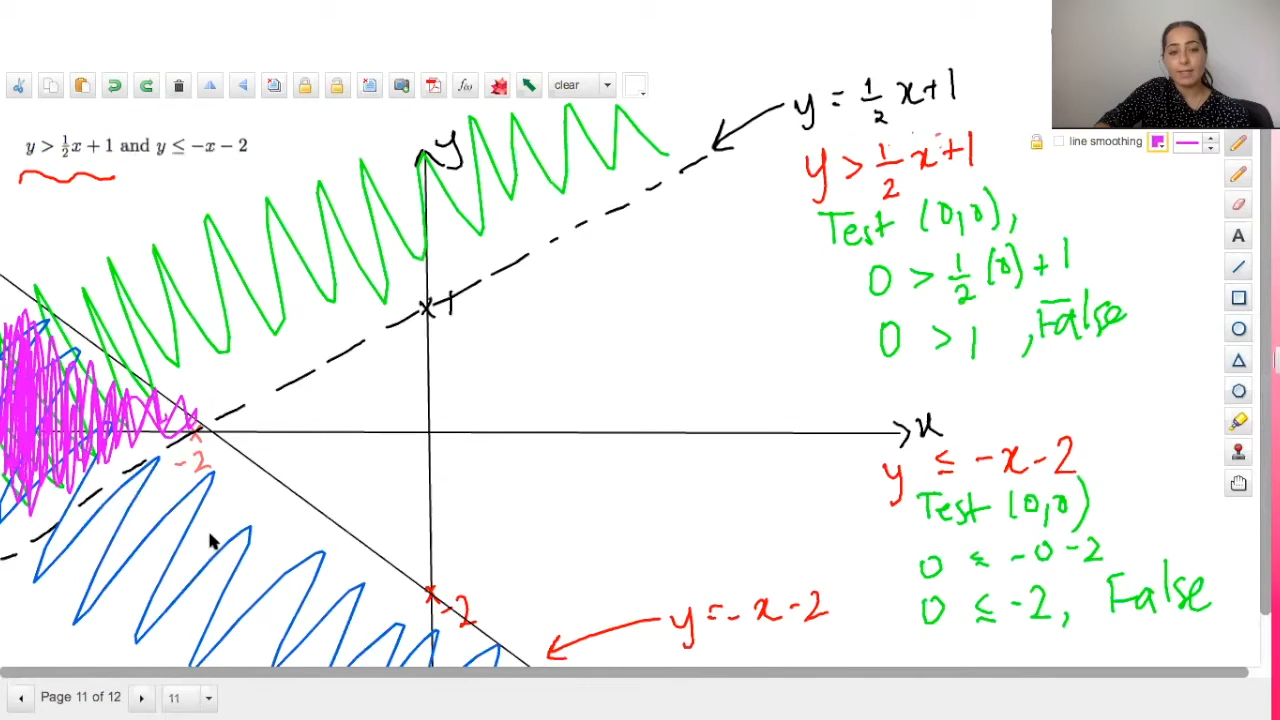 clear
y > 1/2 x + 1 and y ≤ −x − 2
line smoothing
y = 1/2 x+1
y > 1/2 x+1
Test (0,0),
0 > 1/2 (0) + 1
0 > 1 , False
y
x
-2
-2
y = -x-2
y ≤ -x-2
Test (0,0)
0 ≤ -0-2
0 ≤ -2, False
Page 11 of 12
11